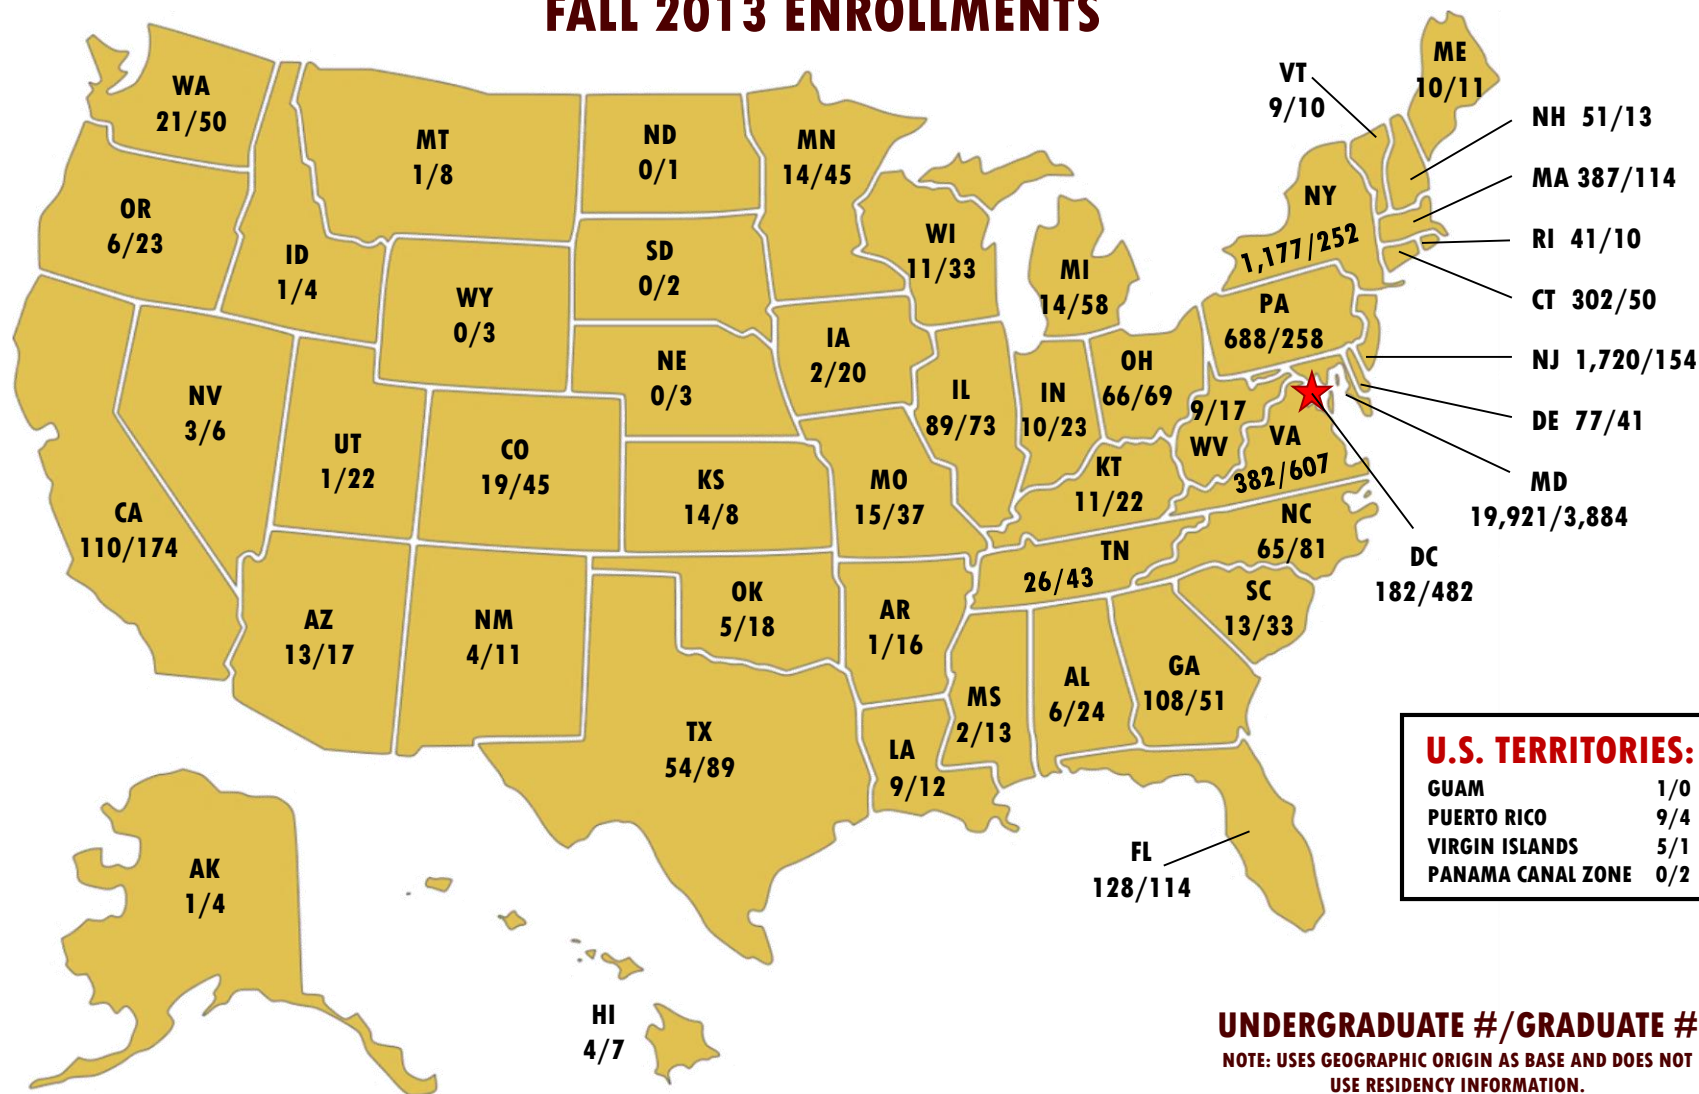 FALL 2013 ENROLLMENTS
WA
21/50
OR
6/23
CA
110/174
ID
1/4
NV
3/6
MT
1/8
WY
0/3
UT
1/22
AZ
13/17
CO
19/45
NM
4/11
ND
0/1
SD
0/2
NE
0/3
KS
14/8
OK
5/18
TX
54/89
MN
14/45
IA
2/20
MO
15/37
AR
1/16
LA
9/12
WI
11/33
IL
89/73
MI
14/58
IN
10/23
OH
66/69
KT
11/22
TN
26/43
MS
2/13
AL
6/24
GA
108/51
FL
128/114
SC
13/33
NC
65/81
VA
382/607
9/17
WV
PA
688/258
NY
1,177/252
VT
9/10
ME
10/11
NH 51/13
MA 387/114
RI 41/10
CT 302/50
NJ 1,720/154
DE 77/41
MD
19,921/3,884
DC
182/482
AK
1/4
HI
4/7
U.S. TERRITORIES:
GUAM 1/0
PUERTO RICO 9/4
VIRGIN ISLANDS 5/1
PANAMA CANAL ZONE 0/2
UNDERGRADUATE #/GRADUATE #
NOTE: USES GEOGRAPHIC ORIGIN AS BASE AND DOES NOT
USE RESIDENCY INFORMATION.